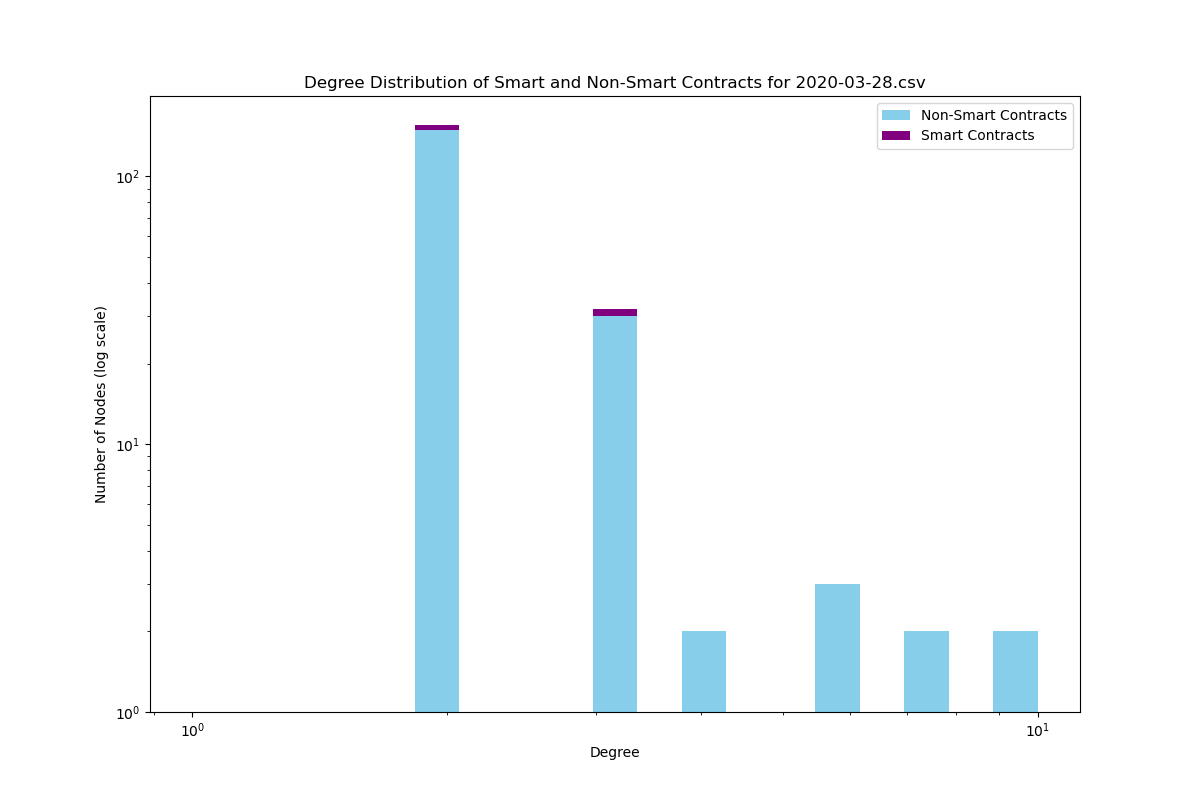 Degree Distribution of Smart and Non-Smart Contracts for 2020-03-28.csv
Non-Smart Contracts
Smart Contracts
Number of Nodes (log scale)
10²
10¹
10⁰
10⁰ 10¹
Degree